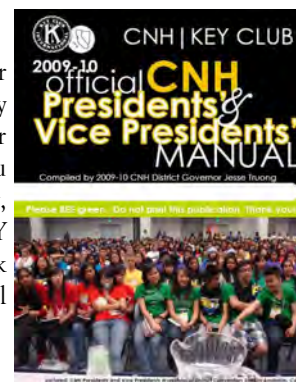 CNH | KEY CLUB
2009-10
official CNH
Presidents' &
Vice Presidents'
MANUAL
Compiled by 2009-10 CNH District Governor Jesse Truong
Please BEE green. Do not print this publication. Thank you!
r
y
r
u
,
Y
k
l